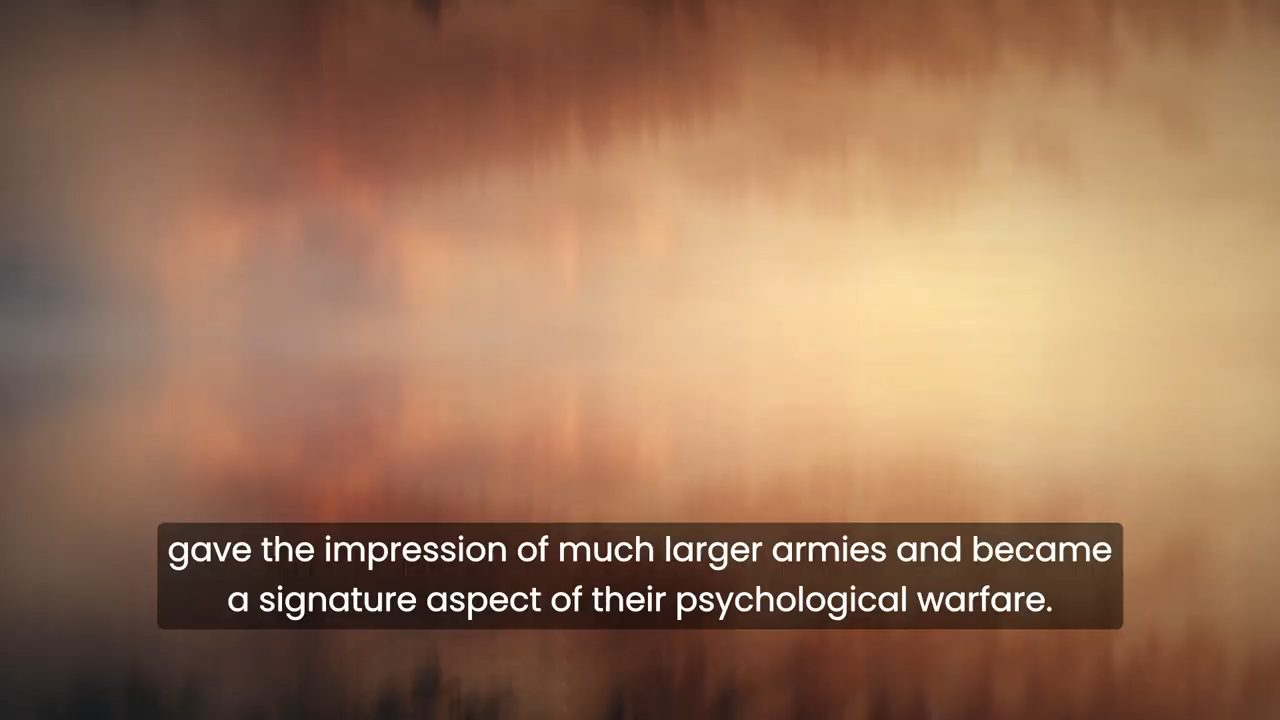 gave the impression of much larger armies and became
a signature aspect of their psychological warfare.